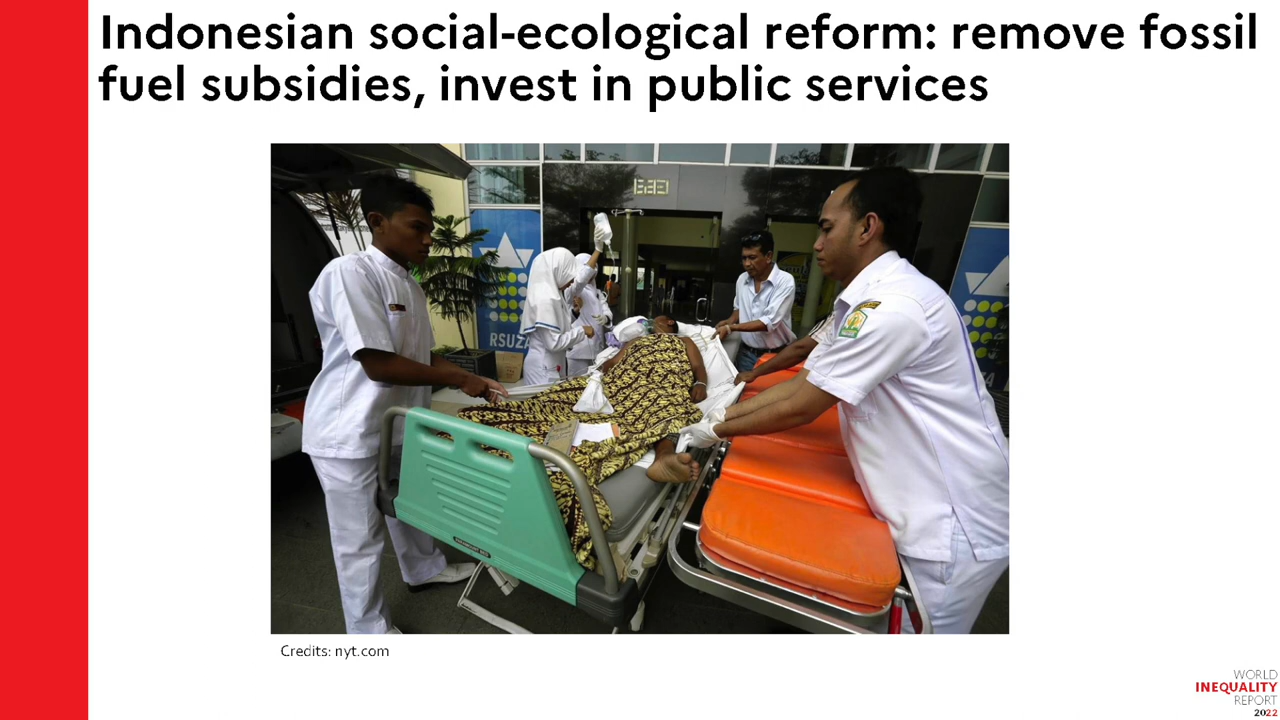 Indonesian social-ecological reform: remove fossil
fuel subsidies, invest in public services
RSUZA
Credits: nyt.com
WORLD
INEQUALITY
REPORT
2022